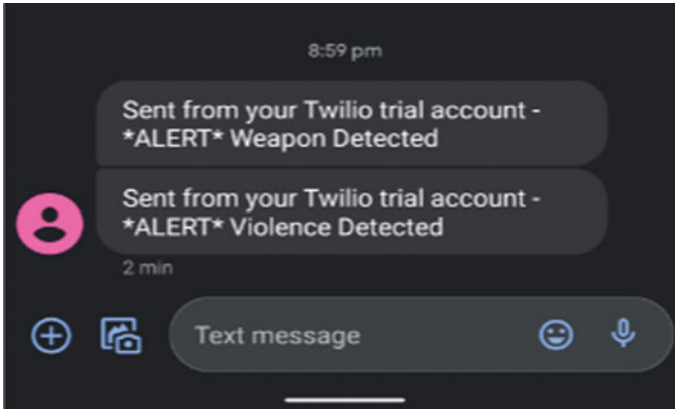 8:59 pm
Sent from your Twilio trial account -
*ALERT* Weapon Detected
Sent from your Twilio trial account -
*ALERT* Violence Detected
2 min
Text message